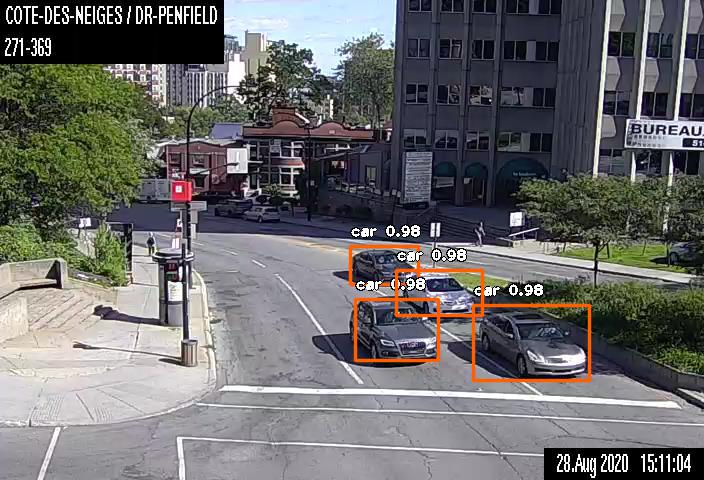 COTE-DES-NEIGES / DR-PENFIELD
271-369
BUREAU
car 0.98
car 0.98
car 0.98
car 0.98
28.Aug 2020 15:11:04